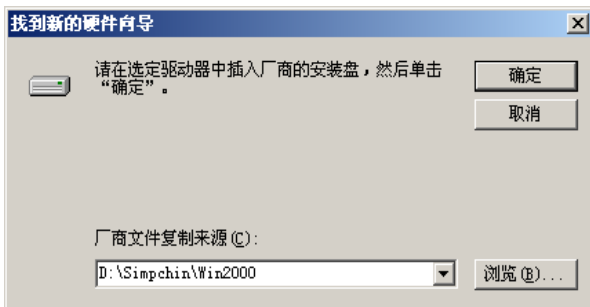 找到新的硬件向导
请在选定驱动器中插入厂商的安装盘，然后单击
“确定”。
确定
取消
厂商文件复制来源(C):
D:\Simpchin\Win2000
浏览(B)...